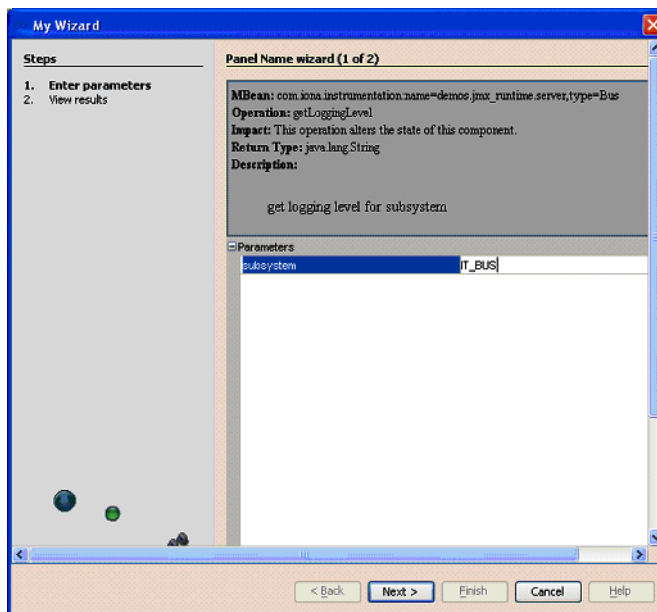 My Wizard
Steps
1. Enter parameters
2. View results
Panel Name wizard (1 of 2)
MBean: com.iona.instrumentation:name=demos.jmx_runtime.server,type=Bus
Operation: getLoggingLevel
Impact: This operation alters the state of this component.
Return Type: java.lang.String
Description:
get logging level for subsystem
Parameters
subsystem IT_BUS
< Back Next > Finish Cancel Help